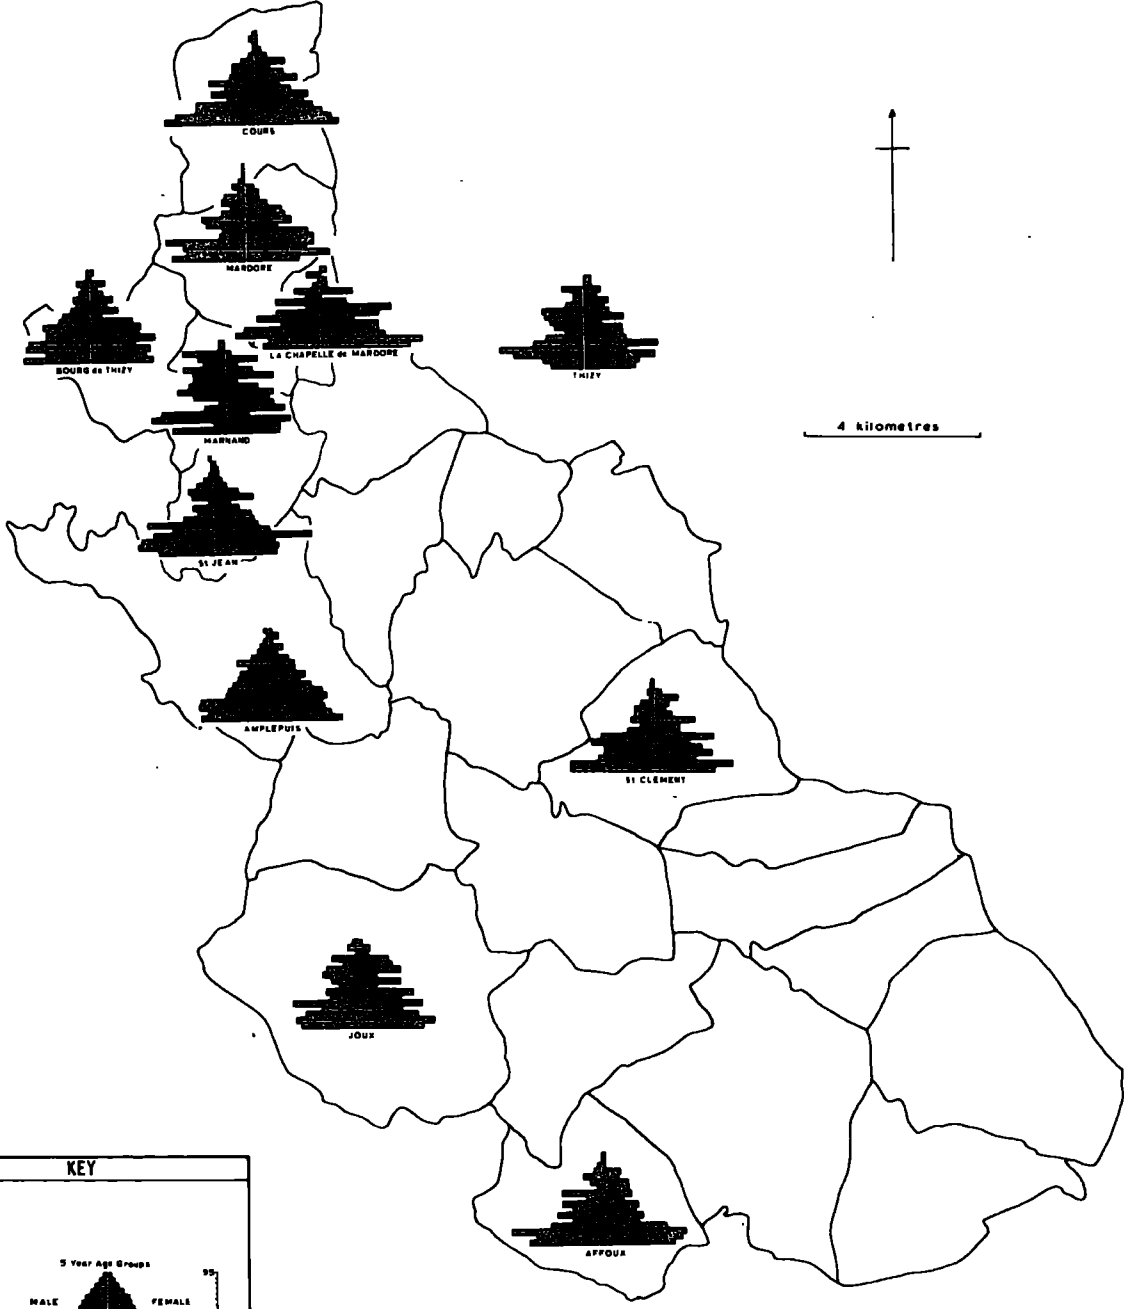 COURS
MARDORE
LA CHAPELLE de MARDORE
BOURG de THIZY
THIZY
MARNAND
4 kilometres
St JEAN
AMPLEPUIS
St CLEMENT
JOUX
AFFOUX
KEY
5 Year Age Groups
95
MALE
FEMALE